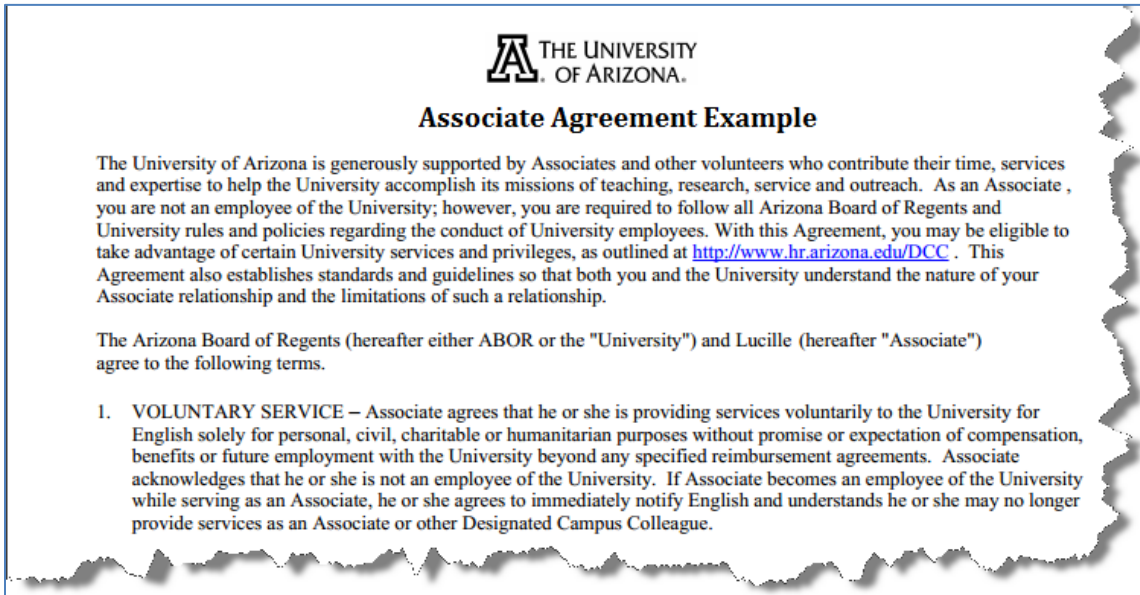 THE UNIVERSITY
OF ARIZONA.
Associate Agreement Example
The University of Arizona is generously supported by Associates and other volunteers who contribute their time, services
and expertise to help the University accomplish its missions of teaching, research, service and outreach.  As an Associate ,
you are not an employee of the University; however, you are required to follow all Arizona Board of Regents and
University rules and policies regarding the conduct of University employees. With this Agreement, you may be eligible to
take advantage of certain University services and privileges, as outlined at http://www.hr.arizona.edu/DCC .  This
Agreement also establishes standards and guidelines so that both you and the University understand the nature of your
Associate relationship and the limitations of such a relationship.
The Arizona Board of Regents (hereafter either ABOR or the "University") and Lucille (hereafter "Associate")
agree to the following terms.
1. VOLUNTARY SERVICE – Associate agrees that he or she is providing services voluntarily to the University for
English solely for personal, civil, charitable or humanitarian purposes without promise or expectation of compensation,
benefits or future employment with the University beyond any specified reimbursement agreements.  Associate
acknowledges that he or she is not an employee of the University.  If Associate becomes an employee of the University
while serving as an Associate, he or she agrees to immediately notify English and understands he or she may no longer
provide services as an Associate or other Designated Campus Colleague.